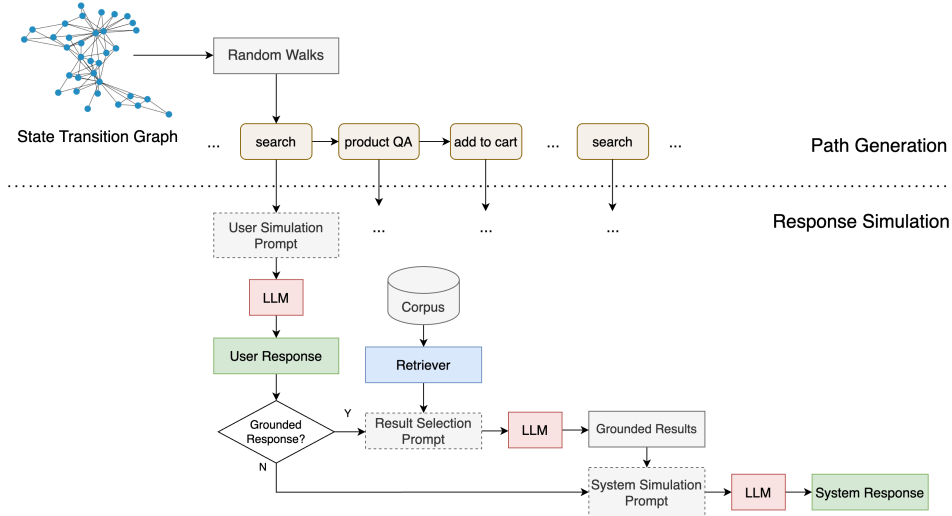 Random Walks
State Transition Graph
... search product QA add to cart ... search ...
Path Generation
User Simulation
Prompt
... ... ...
Response Simulation
LLM
Corpus
User Response
Retriever
Grounded
Response?
Y
Result Selection
Prompt
LLM
Grounded Results
N
System Simulation
Prompt
LLM
System Response